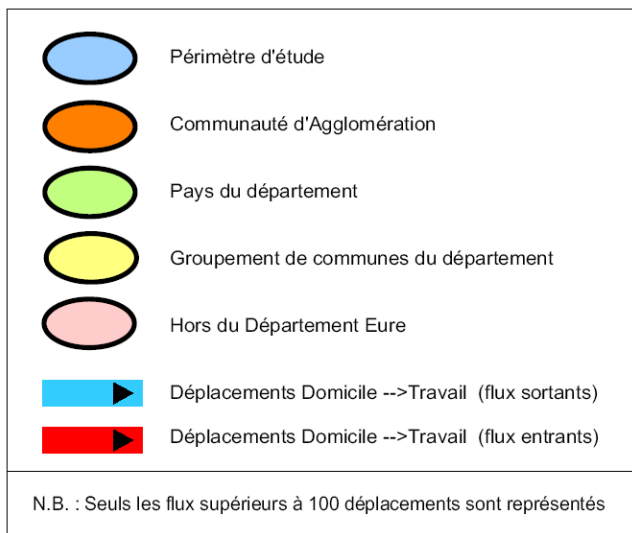 Périmètre d'étude
Communauté d'Agglomération
Pays du département
Groupement de communes du département
Hors du Département Eure
Déplacements Domicile -->Travail (flux sortants)
Déplacements Domicile -->Travail (flux entrants)
N.B. : Seuls les flux supérieurs à 100 déplacements sont représentés